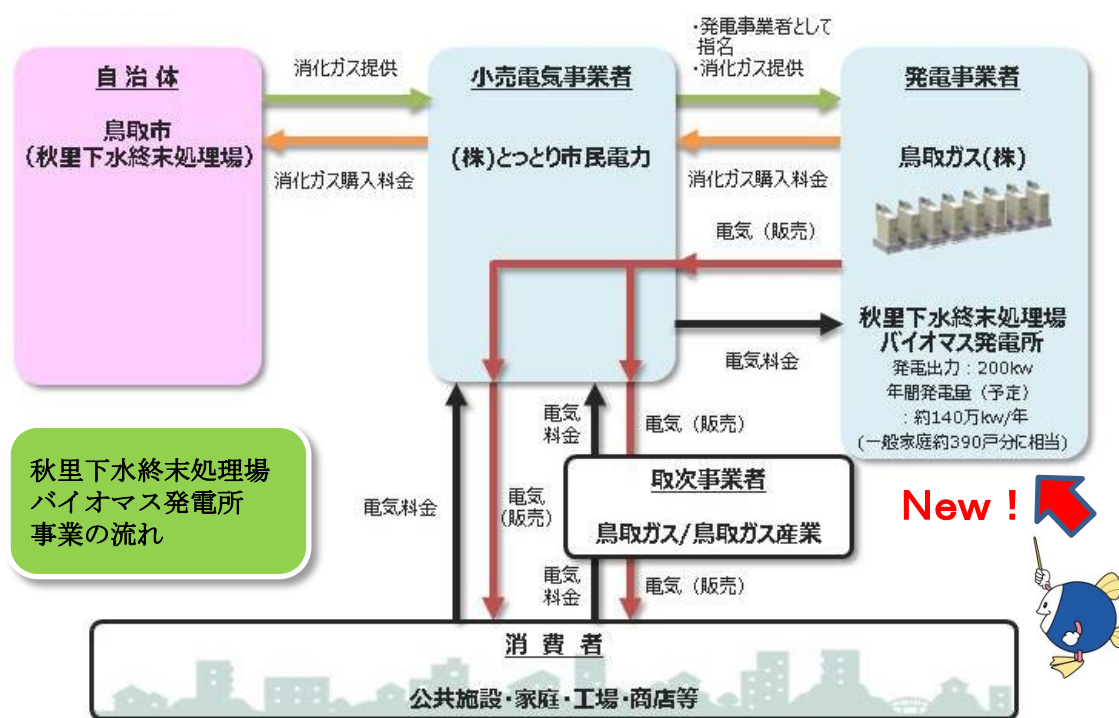 自治体
鳥取市
(秋里下水終末処理場)
消化ガス提供
消化ガス購入料金
小売電気事業者
(株)とっとり市民電力
・発電事業者として
指名
・消化ガス提供
消化ガス購入料金
電気（販売）
電気料金
発電事業者
鳥取ガス(株)
秋里下水終末処理場
バイオマス発電所
発電出力：200kw
年間発電量（予定）
：約140万kw/年
(一般家庭約390戸分に相当)
New！
秋里下水終末処理場
バイオマス発電所
事業の流れ
電気料金
電気
(販売)
電気
料金
電気（販売）
取次事業者
鳥取ガス/鳥取ガス産業
電気
料金
電気（販売）
消費者
公共施設・家庭・工場・商店等